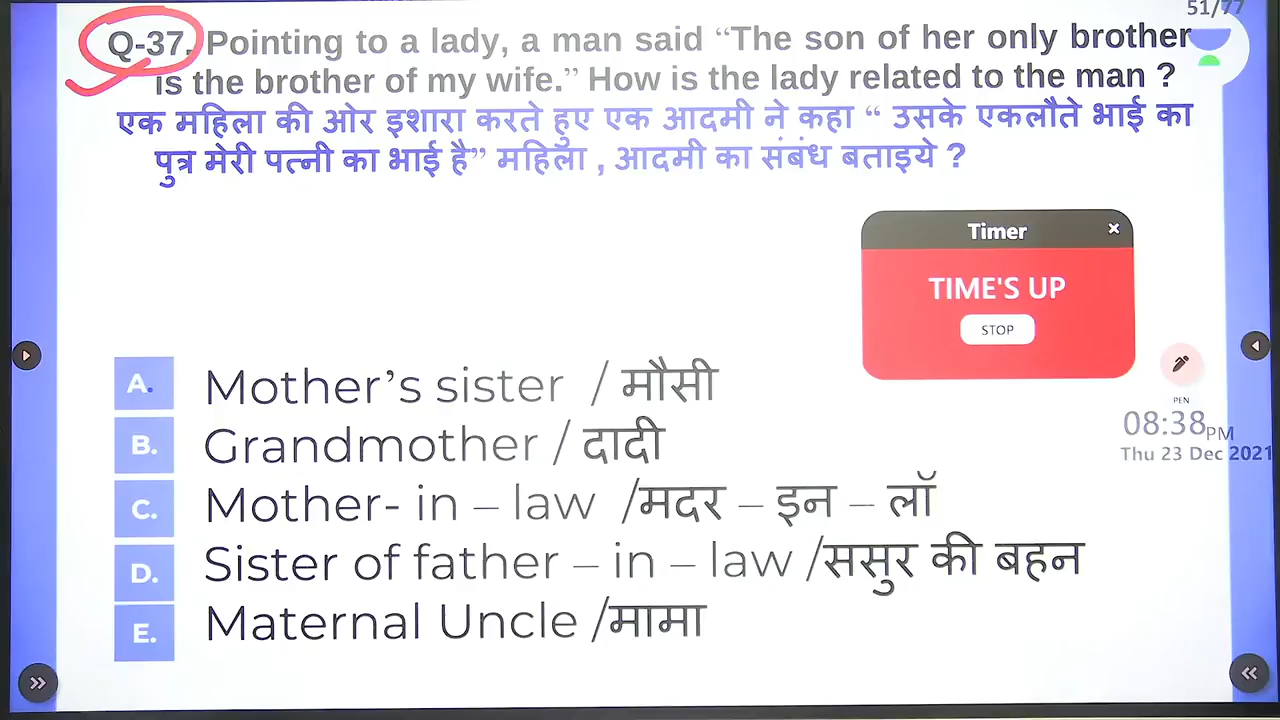 51/77
Q-37. Pointing to a lady, a man said “The son of her only brother
is the brother of my wife.” How is the lady related to the man ?
एक महिला की ओर इशारा करते हुए एक आदमी ने कहा “ उसके एकलौते भाई का
पुत्र मेरी पत्नी का भाई है” महिला , आदमी का संबंध बताइये ?
Timer ×
TIME'S UP
STOP
A. Mother’s sister / मौसी
B. Grandmother / दादी
C. Mother- in – law /मदर – इन – लॉ
D. Sister of father – in – law /ससुर की बहन
E. Maternal Uncle /मामा
PEN
08:38PM
Thu 23 Dec 2021